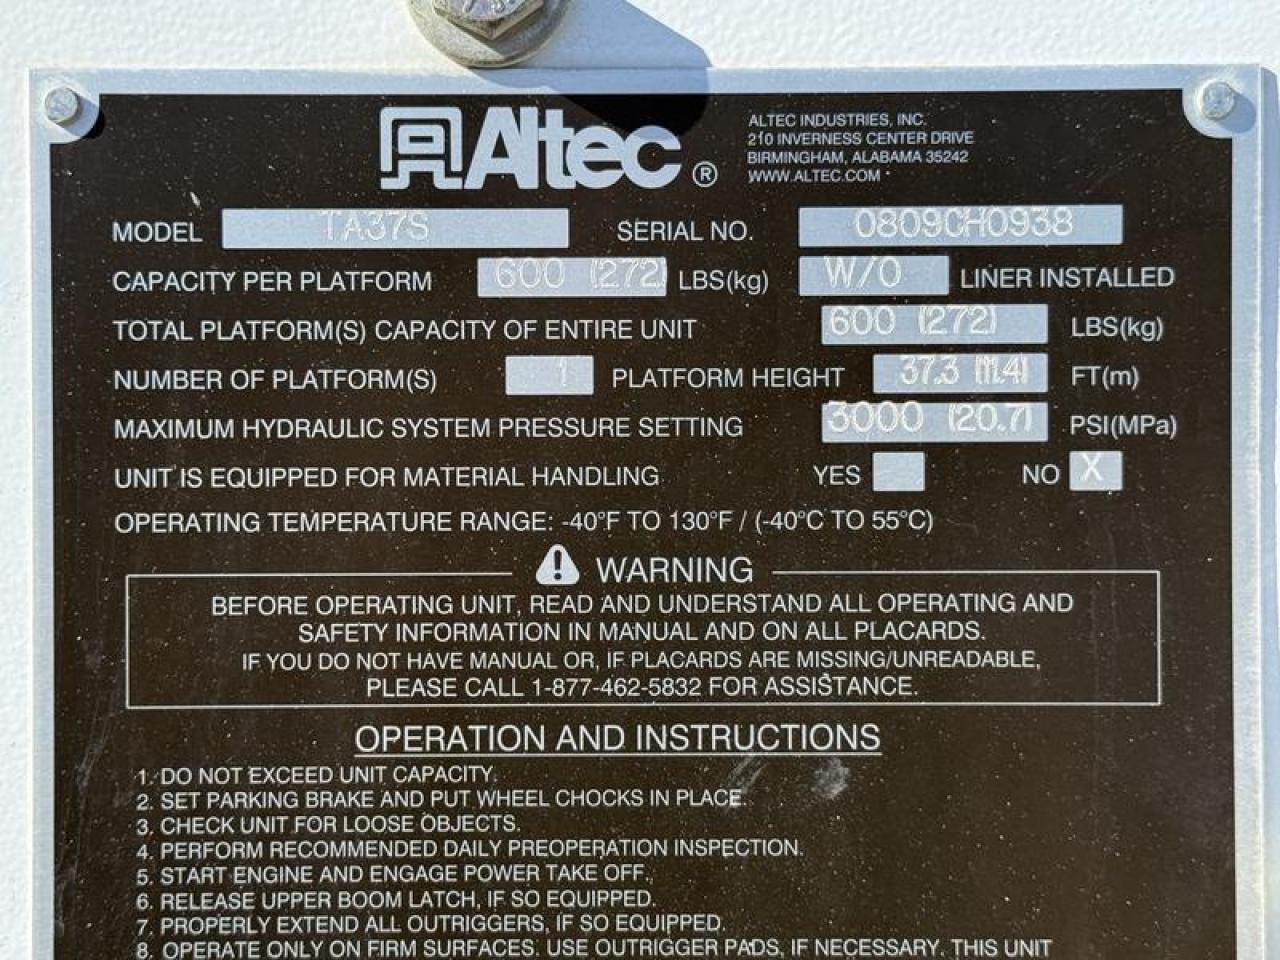 Altec®
ALTEC INDUSTRIES, INC.
210 INVERNESS CENTER DRIVE
BIRMINGHAM, ALABAMA 35242
WWW.ALTEC.COM
MODEL TA37S SERIAL NO. 0809CH0938
CAPACITY PER PLATFORM 600 (272) LBS(kg) W/O LINER INSTALLED
TOTAL PLATFORM(S) CAPACITY OF ENTIRE UNIT 600 (272) LBS(kg)
NUMBER OF PLATFORM(S) 1 PLATFORM HEIGHT 37.3 (11.4) FT(m)
MAXIMUM HYDRAULIC SYSTEM PRESSURE SETTING 3000 (20.7) PSI(MPa)
UNIT IS EQUIPPED FOR MATERIAL HANDLING YES NO X
OPERATING TEMPERATURE RANGE: -40°F TO 130°F / (-40°C TO 55°C)
WARNING
BEFORE OPERATING UNIT, READ AND UNDERSTAND ALL OPERATING AND
SAFETY INFORMATION IN MANUAL AND ON ALL PLACARDS.
IF YOU DO NOT HAVE MANUAL OR, IF PLACARDS ARE MISSING/UNREADABLE,
PLEASE CALL 1-877-462-5832 FOR ASSISTANCE.
OPERATION AND INSTRUCTIONS
1. DO NOT EXCEED UNIT CAPACITY.
2. SET PARKING BRAKE AND PUT WHEEL CHOCKS IN PLACE.
3. CHECK UNIT FOR LOOSE OBJECTS.
4. PERFORM RECOMMENDED DAILY PREOPERATION INSPECTION.
5. START ENGINE AND ENGAGE POWER TAKE OFF.
6. RELEASE UPPER BOOM LATCH, IF SO EQUIPPED.
7. PROPERLY EXTEND ALL OUTRIGGERS, IF SO EQUIPPED.
8. OPERATE ONLY ON FIRM SURFACES. USE OUTRIGGER PADS, IF NECESSARY. THIS UNIT